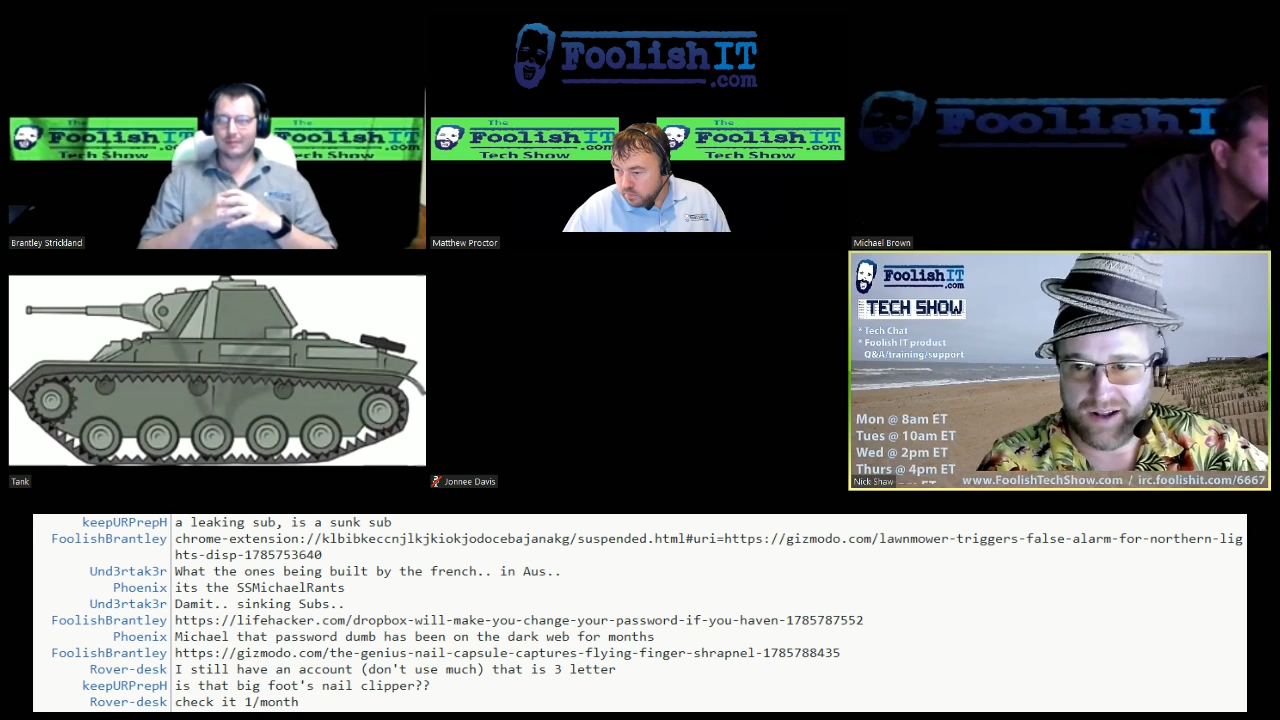 FoolishIT
.com
The
FoolishIT
.com
Tech Show
The
FoolishIT
Tech Show
The
FoolishIT
.com
Tech Show
The
FoolishIT
.com
Tech Show
FoolishIT
Brantley Strickland
Matthew Proctor
Michael Brown
FoolishIT
.com
TECH SHOW
* Tech Chat
* Foolish IT product
Q&A/training/support
Mon @ 8am ET
Tues @ 10am ET
Wed @ 2pm ET
Thurs @ 4pm ET
www.FoolishTechShow.com / irc.foolishit.com/6667
Tank
Jonnee Davis
Nick Shaw
keepURPrepH a leaking sub, is a sunk sub
FoolishBrantley chrome-extension://klbibkeccnjlkjkiokjodocebajanakg/suspended.html#uri=https://gizmodo.com/lawnmower-triggers-false-alarm-for-northern-lig
hts-disp-1785753640
Und3rtak3r What the ones being built by the french.. in Aus..
Phoenix its the SSMichaelRants
Und3rtak3r Damit.. sinking Subs..
FoolishBrantley https://lifehacker.com/dropbox-will-make-you-change-your-password-if-you-haven-1785787552
Phoenix Michael that password dumb has been on the dark web for months
FoolishBrantley https://gizmodo.com/the-genius-nail-capsule-captures-flying-finger-shrapnel-1785788435
Rover-desk I still have an account (don't use much) that is 3 letter
keepURPrepH is that big foot's nail clipper??
Rover-desk check it 1/month